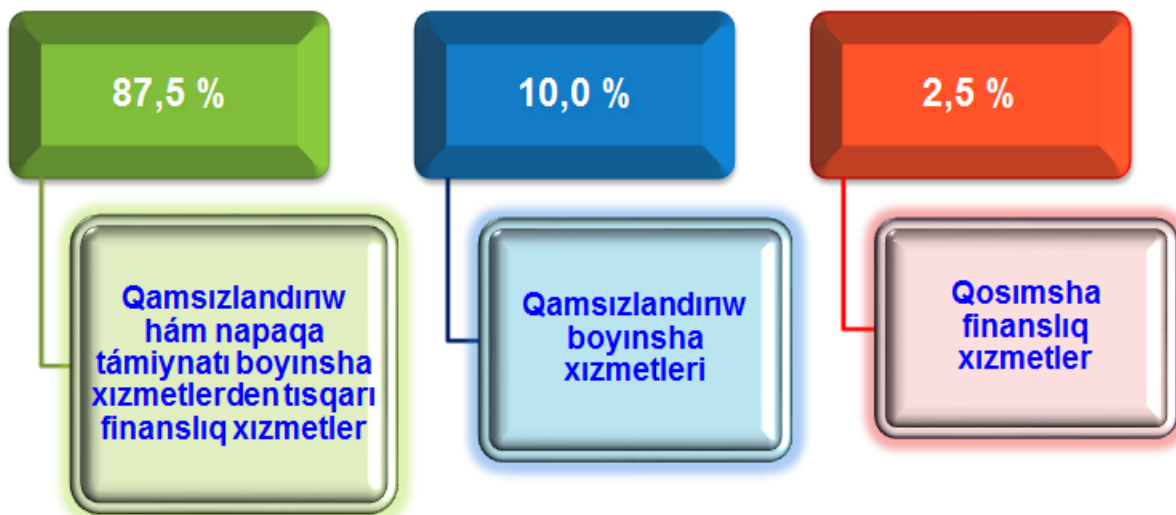 87,5 %
10,0 %
2,5 %
Qamsızlandırıw
hám napaqa
támiynatı boyınsha
xızmetlerden tısqarı
finanslıq xızmetler
Qamsızlandırıw
boyınsha
xızmetleri
Qosımsha
finanslıq
xızmetler